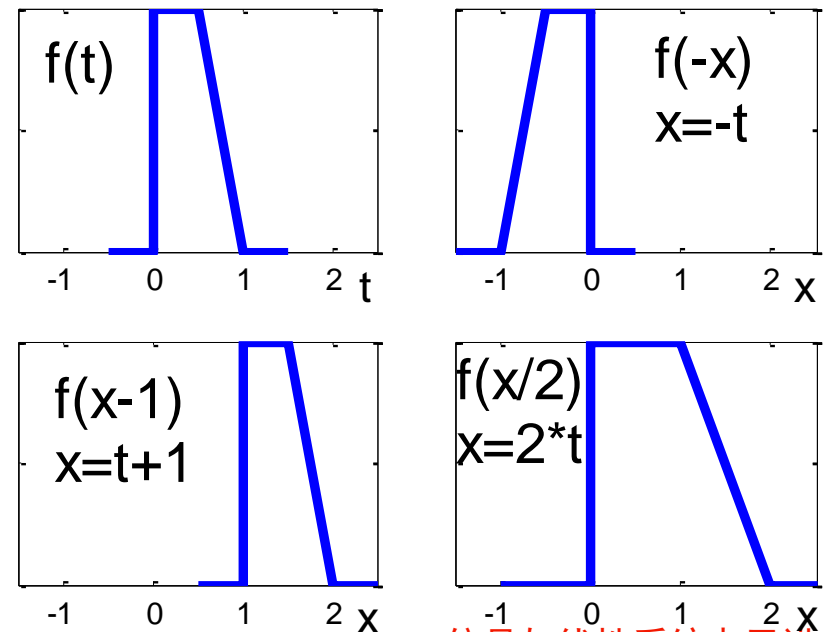 f(t)
-1 0 1 2 t
f(-x)
x=-t
-1 0 1 2 x
f(x-1)
x=t+1
-1 0 1 2 x
f(x/2)
x=2*t
-1 0 1 2 x